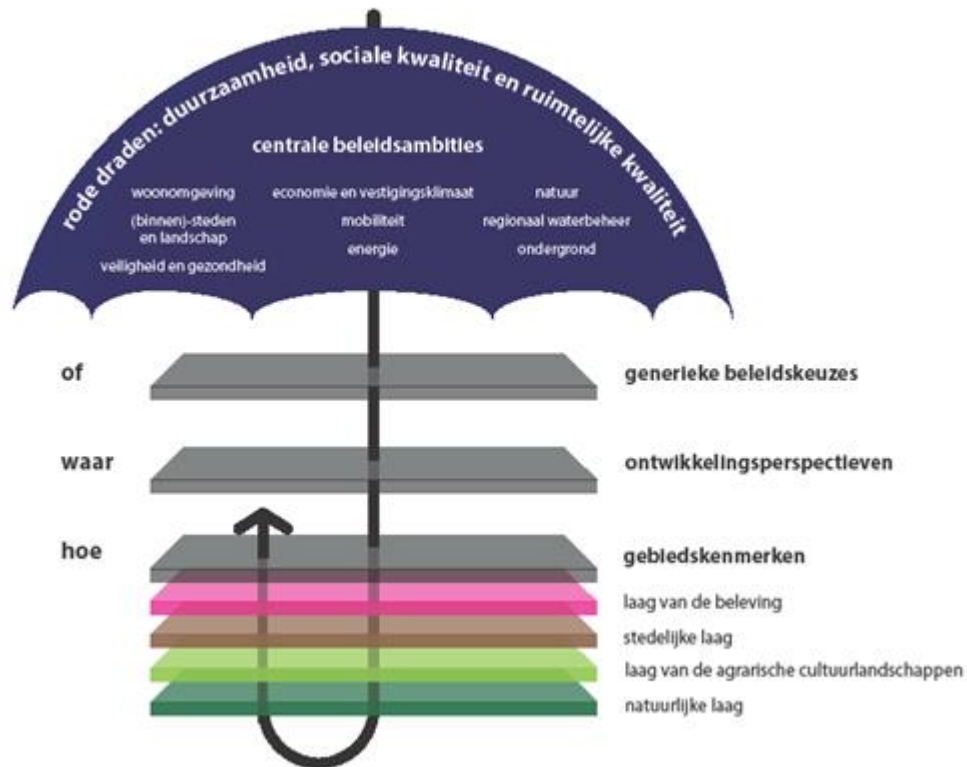 rode draden: duurzaamheid, sociale kwaliteit en ruimtelijke kwaliteit
centrale beleidsambities
woonomgeving
(binnen)-steden
en landschap
veiligheid en gezondheid
economie en vestigingsklimaat
mobiliteit
energie
natuur
regionaal waterbeheer
ondergrond
of
generieke beleidskeuzes
waar
ontwikkelingsperspectieven
hoe
gebiedskenmerken
laag van de beleving
stedelijke laag
laag van de agrarische cultuurlandschappen
natuurlijke laag